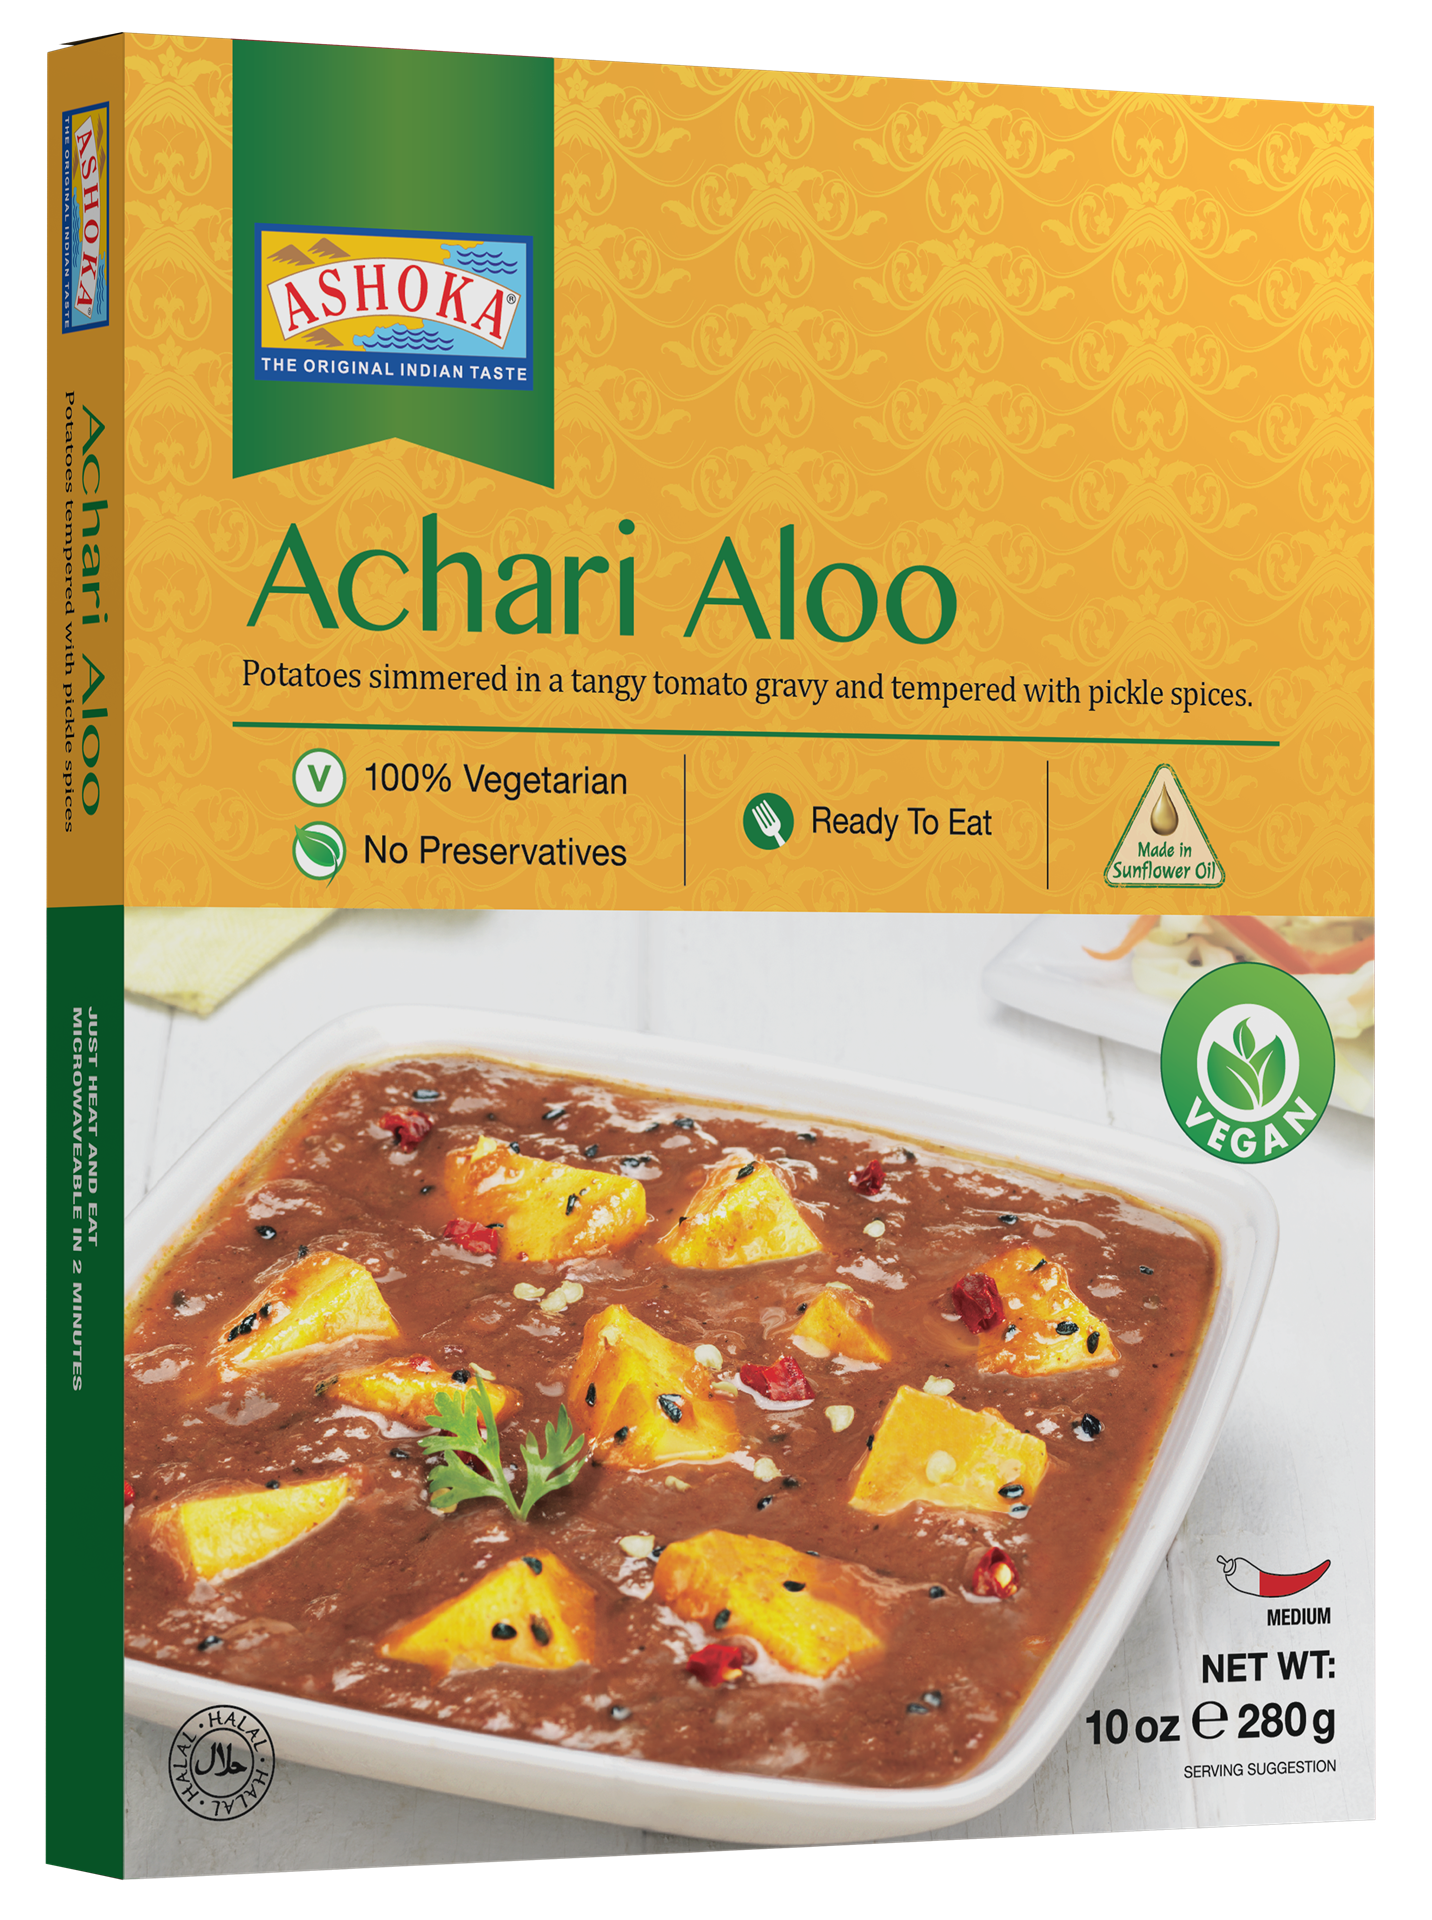 ASHOKA®
THE ORIGINAL INDIAN TASTE
Achari Aloo
Potatoes simmered in a tangy tomato gravy and tempered with pickle spices.
V 100% Vegetarian
No Preservatives
Ready To Eat
Made in
Sunflower Oil
VEGAN
MEDIUM
NET WT:
10 oz ℮ 280g
SERVING SUGGESTION
HALAL · HALAL · HALAL · HALAL
حلال
ASHOKA®
THE ORIGINAL INDIAN TASTE
Achari Aloo
Potatoes tempered with pickle spices
JUST HEAT AND EAT
MICROWAVEABLE IN 2 MINUTES